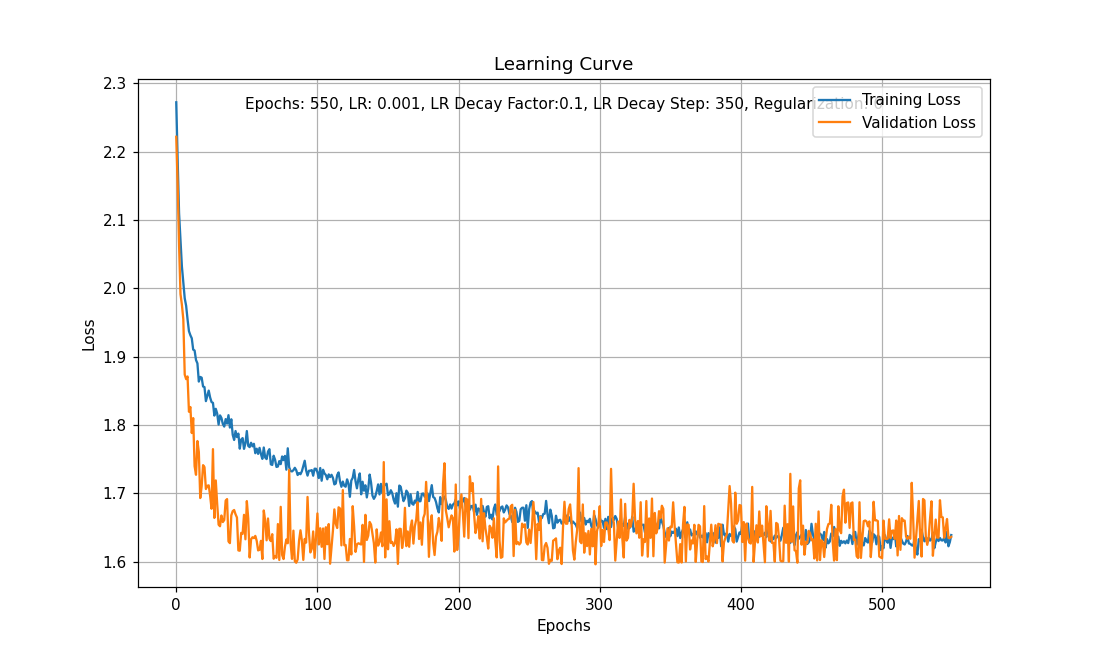 Learning Curve
Epochs: 550, LR: 0.001, LR Decay Factor:0.1, LR Decay Step: 350, Regularization:
Training Loss
Validation Loss
2.3
2.2
2.1
2.0
1.9
1.8
1.7
1.6
Loss
0 100 200 300 400 500
Epochs